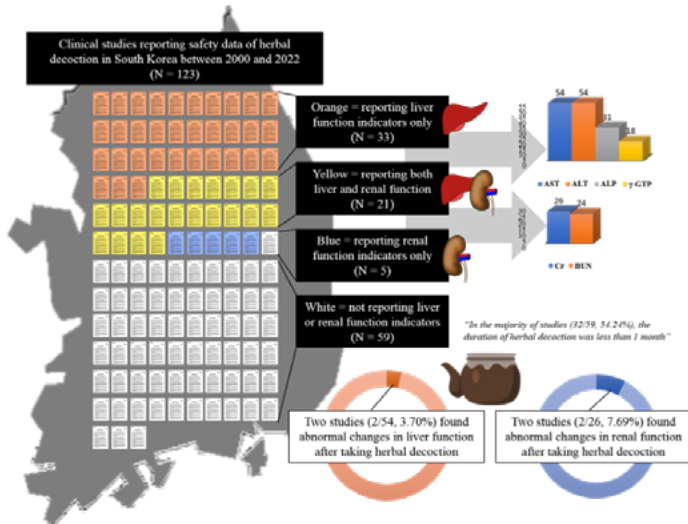 Clinical studies reporting safety data of herbal
decoction in South Korea between 2000 and 2022
(N = 123)
Orange = reporting liver
function indicators only
(N = 33)
Yellow = reporting both
liver and renal function
(N = 21)
Blue = reporting renal
function indicators only
(N = 5)
White = not reporting liver
or renal function indicators
(N = 59)
54 54
31
18
AST ALT ALP γ-GTP
26 24
Cr BUN
"In the majority of studies (32/59, 54.24%), the
duration of herbal decoction was less than 1 month"
Two studies (2/54, 3.70%) found
abnormal changes in liver function
after taking herbal decoction
Two studies (2/26, 7.69%) found
abnormal changes in renal function
after taking herbal decoction